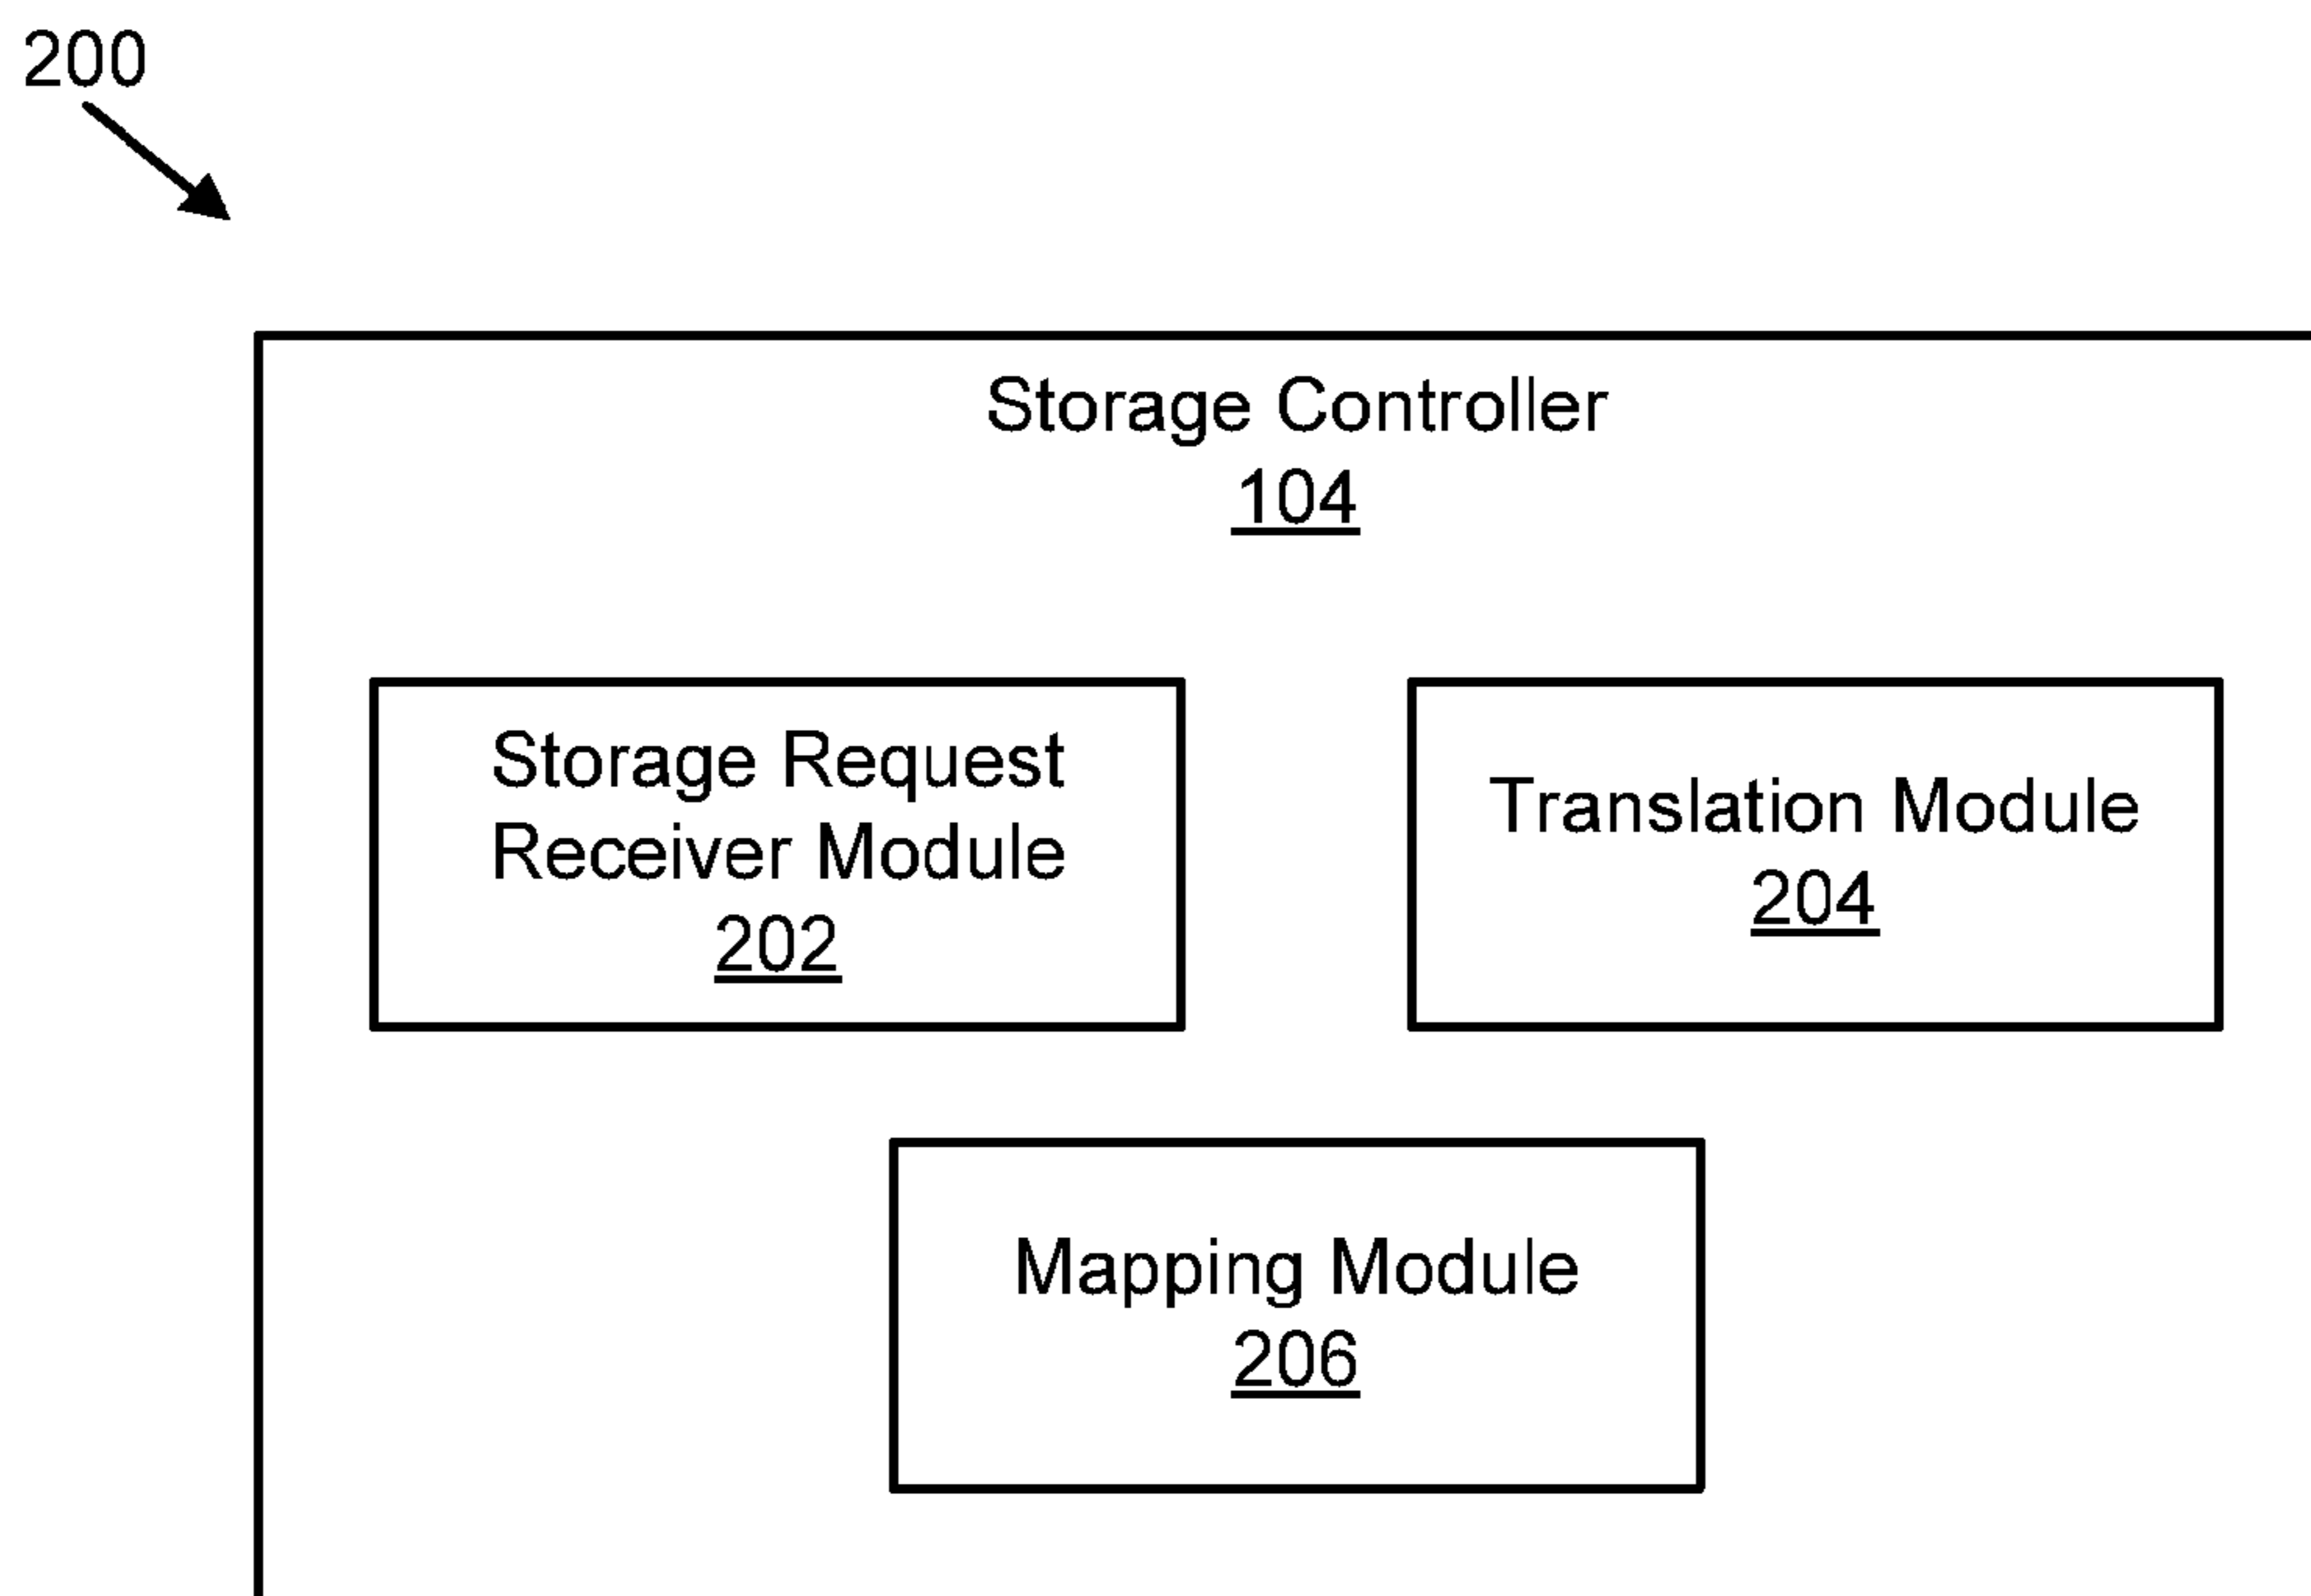 200
Storage Controller
104
Storage Request
Receiver Module
202
Translation Module
204
Mapping Module
206